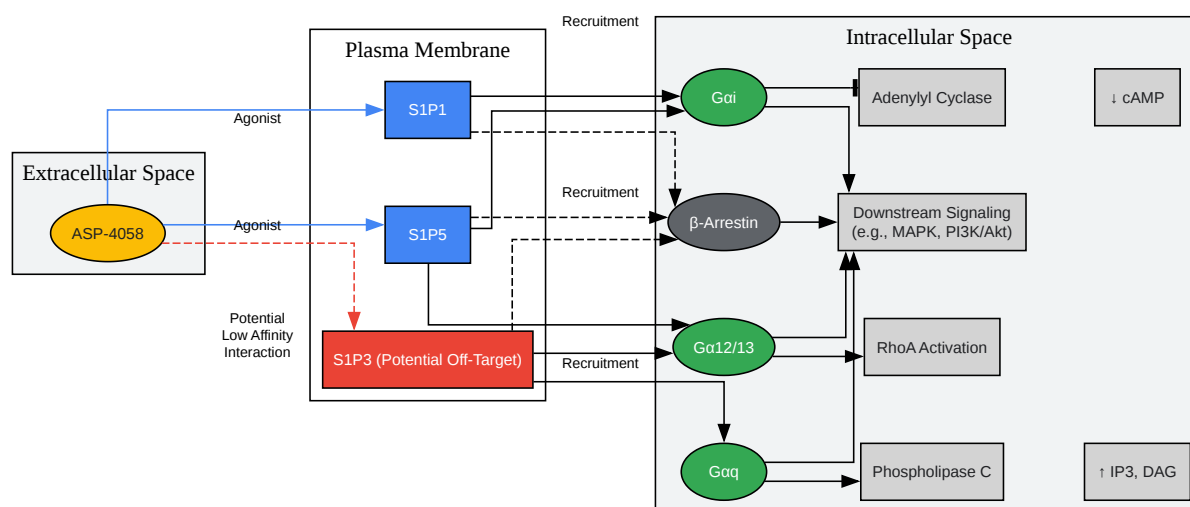 Recruitment
Plasma Membrane
Intracellular Space
S1P1
Gαi
Adenylyl Cyclase
↓ cAMP
Agonist
Extracellular Space
ASP-4058
Agonist
S1P5
Recruitment
β-Arrestin
Downstream Signaling
(e.g., MAPK, PI3K/Akt)
Potential
Low Affinity
Interaction
S1P3 (Potential Off-Target)
Recruitment
Gα12/13
RhoA Activation
Gαq
Phospholipase C
↑ IP3, DAG